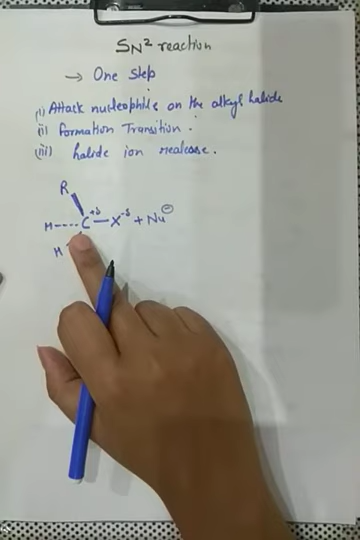 SN² reaction
→ One step
(i) Attack nucleophile on the alkyl halide
(ii) formation Transition.
(iii) halide ion realease.
R
H---C⁺ᵟ—X⁻ᵟ + Nu⊖
H